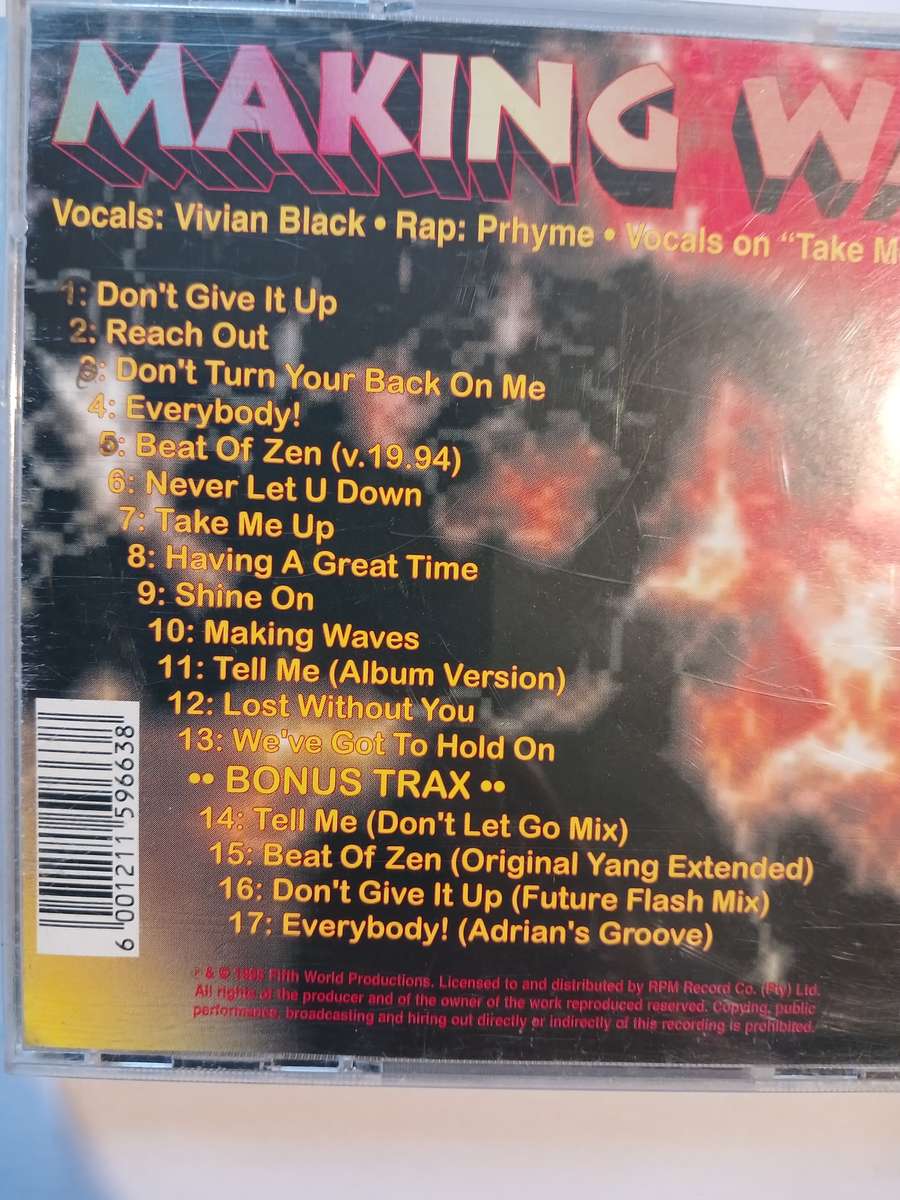 MAKING WA
Vocals: Vivian Black • Rap: Prhyme • Vocals on “Take M
1: Don't Give It Up
2: Reach Out
3: Don't Turn Your Back On Me
4: Everybody!
5: Beat Of Zen (v.19.94)
6: Never Let U Down
7: Take Me Up
8: Having A Great Time
9: Shine On
10: Making Waves
11: Tell Me (Album Version)
12: Lost Without You
13: We've Got To Hold On
•• BONUS TRAX ••
14: Tell Me (Don't Let Go Mix)
15: Beat Of Zen (Original Yang Extended)
16: Don't Give It Up (Future Flash Mix)
17: Everybody! (Adrian's Groove)
6 001211 596638
℗ & © Fifth World Productions. Licensed to and distributed by RPM Record Co. (Pty) Ltd.
All rights of the producer and of the owner of the work reproduced reserved. Copying, public
performance, broadcasting and hiring out directly or indirectly of this recording is prohibited.